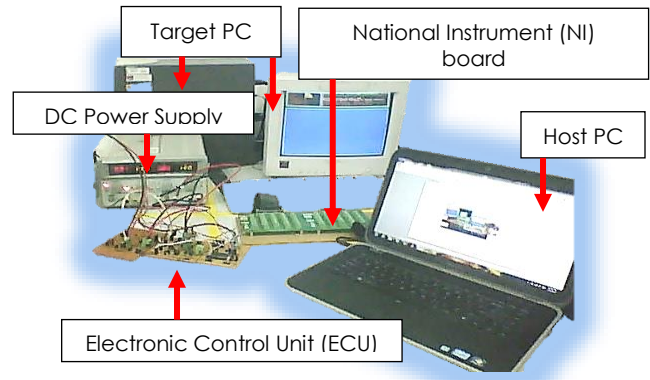 Target PC
National Instrument (NI)
board
DC Power Supply
Host PC
Electronic Control Unit (ECU)